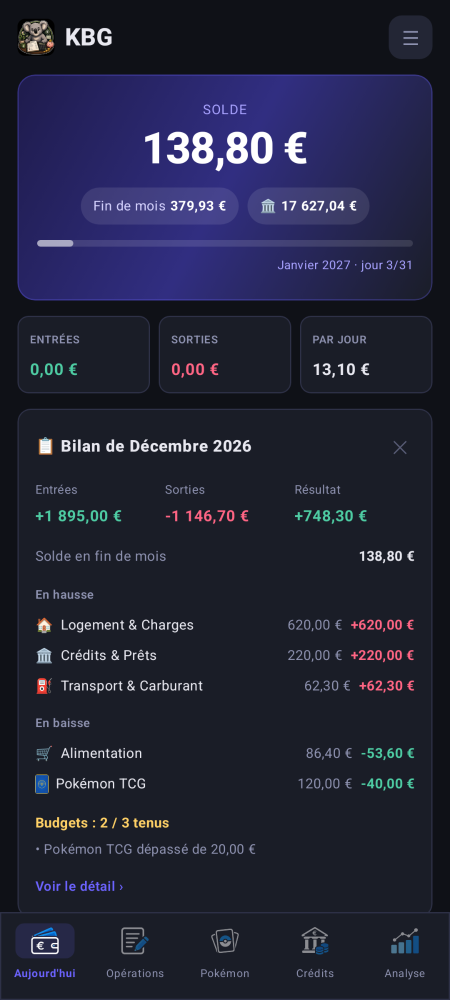 KBG
SOLDE
138,80 €
Fin de mois 379,93 €
17 627,04 €
Janvier 2027 · jour 3/31
ENTRÉES
SORTIES
PAR JOUR
0,00 €
0,00 €
13,10 €
Bilan de Décembre 2026
Entrées
Sorties
Résultat
+1 895,00 €
-1 146,70 €
+748,30 €
Solde en fin de mois 138,80 €
En hausse
Logement & Charges 620,00 € +620,00 €
Crédits & Prêts 220,00 € +220,00 €
Transport & Carburant 62,30 € +62,30 €
En baisse
Alimentation 86,40 € -53,60 €
Pokémon TCG 120,00 € -40,00 €
Budgets : 2 / 3 tenus
• Pokémon TCG dépassé de 20,00 €
Voir le détail ›
Aujourd'hui
Opérations
Pokémon
Crédits
Analyse